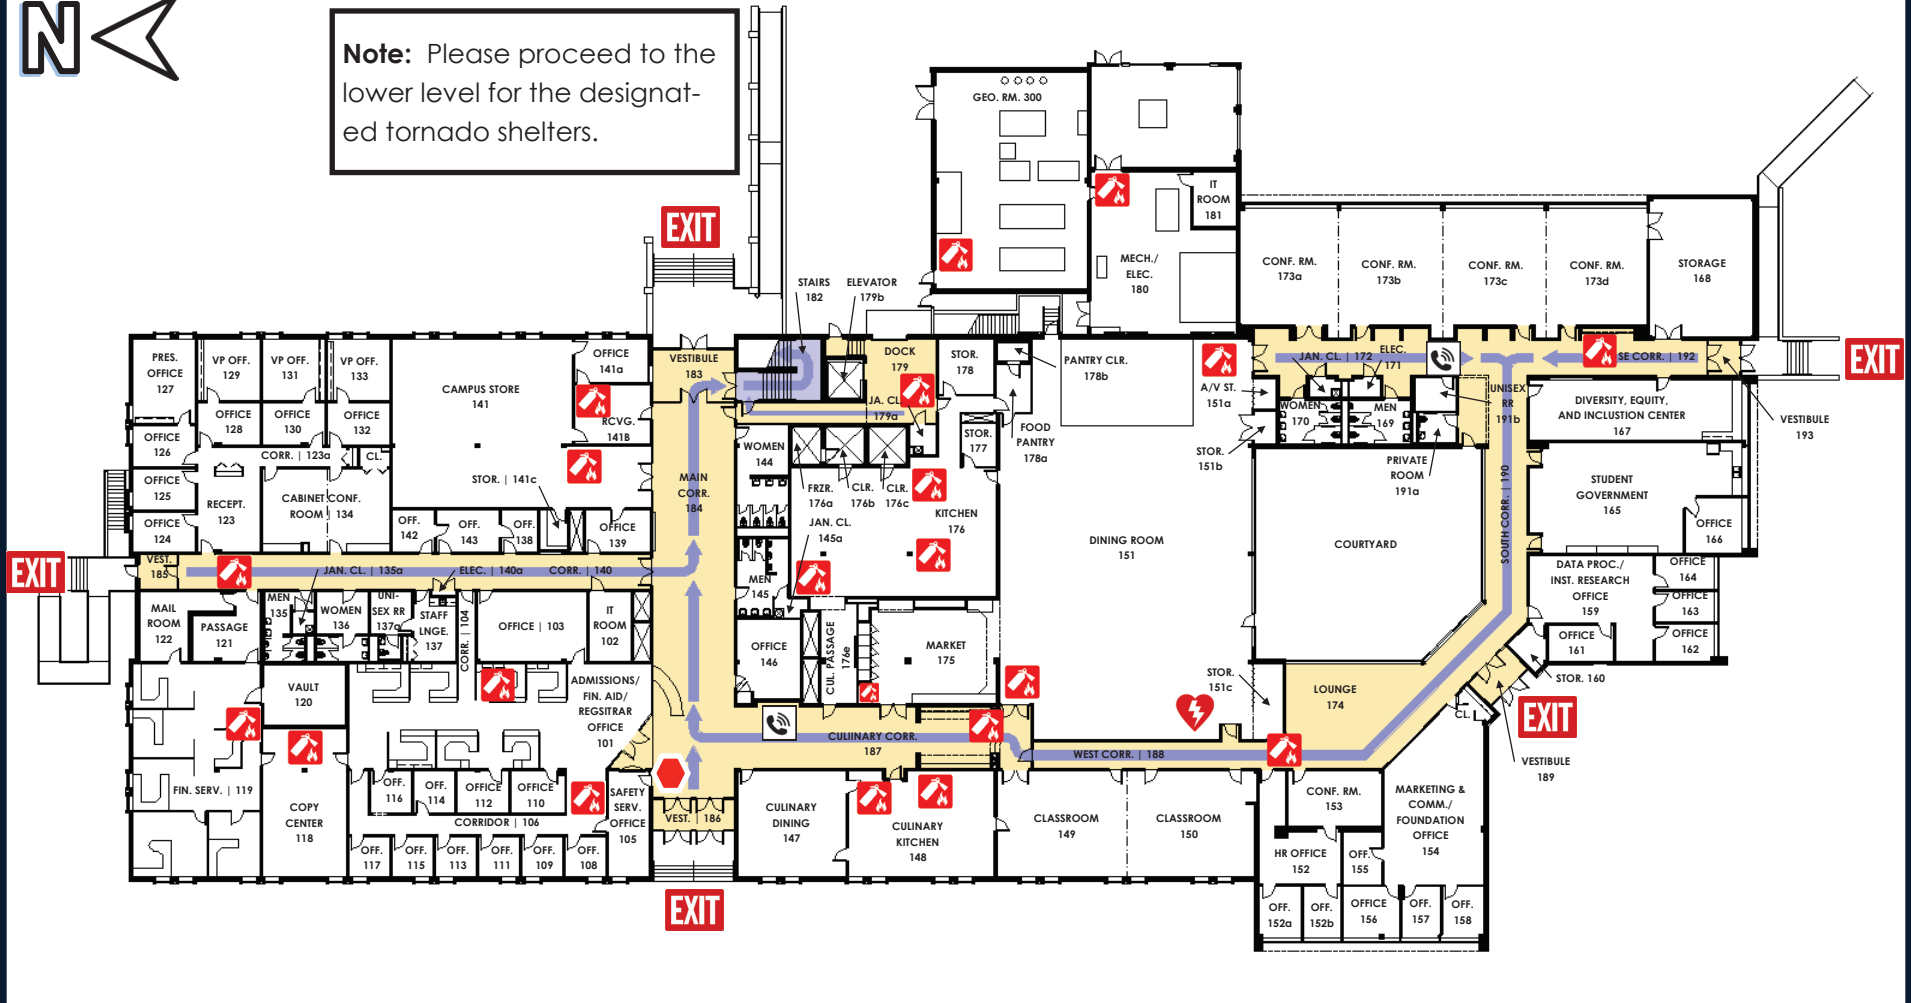 N
Note: Please proceed to the
lower level for the designat-
ed tornado shelters.
EXIT
GEO. RM. 300
IT
ROOM
181
MECH./
ELEC.
180
CONF. RM.
173a
CONF. RM.
173b
CONF. RM.
173c
CONF. RM.
173d
STORAGE
168
STAIRS
182
ELEVATOR
179b
PRES.
OFFICE
127
VP OFF.
129
VP OFF.
131
VP OFF.
133
OFFICE
141a
CAMPUS STORE
141
VESTIBULE
183
DOCK
179
STOR.
178
PANTRY CLR.
178b
JAN. CL. | 172
ELEC.
171
SE CORR. | 192
EXIT
OFFICE
128
OFFICE
130
OFFICE
132
RCVG.
141B
JA. CL.
179a
FOOD
PANTRY
178a
A/V ST.
151a
WOMEN
170
MEN
169
UNISEX
RR
191b
DIVERSITY, EQUITY,
AND INCLUSTION CENTER
167
VESTIBULE
193
OFFICE
126
CORR. | 123a
CL.
WOMEN
144
STOR.
177
STOR.
151b
PRIVATE
ROOM
191a
OFFICE
125
RECEPT.
123
CABINET CONF.
ROOM | 134
STOR. | 141c
MAIN
CORR.
184
FRZR.
176a
CLR.
176b
CLR.
176c
KITCHEN
176
STUDENT
GOVERNMENT
165
OFFICE
166
OFFICE
124
OFF.
142
OFF.
143
OFF.
138
OFFICE
139
JAN. CL.
145a
DINING ROOM
151
COURTYARD
SOUTH CORR. | 190
EXIT
VEST.
185
JAN. CL. | 135a
ELEC. | 140a
CORR. | 140
MEN
145
DATA PROC./
INST. RESEARCH
OFFICE
159
OFFICE
164
OFFICE
163
OFFICE
162
OFFICE
161
MAIL
ROOM
122
PASSAGE
121
MEN
135
WOMEN
136
UNI-
SEX RR
137a
STAFF
LNGE.
137
CORR. | 104
OFFICE | 103
IT
ROOM
102
OFFICE
146
CUL. PASSAGE
176e
MARKET
175
STOR.
151c
LOUNGE
174
STOR. 160
CL.
EXIT
VESTIBULE
189
VAULT
120
ADMISSIONS/
FIN. AID/
REGSITRAR
OFFICE
101
CULINARY CORR.
187
WEST CORR. | 188
FIN. SERV. | 119
COPY
CENTER
118
OFF.
116
OFF.
114
OFFICE
112
OFFICE
110
CORRIDOR | 106
SAFETY
SERV.
OFFICE
105
VEST. | 186
CULINARY
DINING
147
CULINARY
KITCHEN
148
CLASSROOM
149
CLASSROOM
150
CONF. RM.
153
MARKETING &
COMM./
FOUNDATION
OFFICE
154
OFF.
117
OFF.
115
OFF.
113
OFF.
111
OFF.
109
OFF.
108
HR OFFICE
152
OFF.
155
EXIT
OFF.
152a
OFF.
152b
OFFICE
156
OFF.
157
OFF.
158